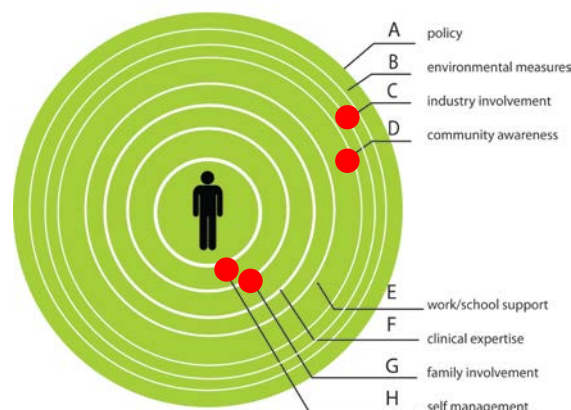 A policy
B environmental measures
C industry involvement
D community awareness
E work/school support
F clinical expertise
G family involvement
H self management